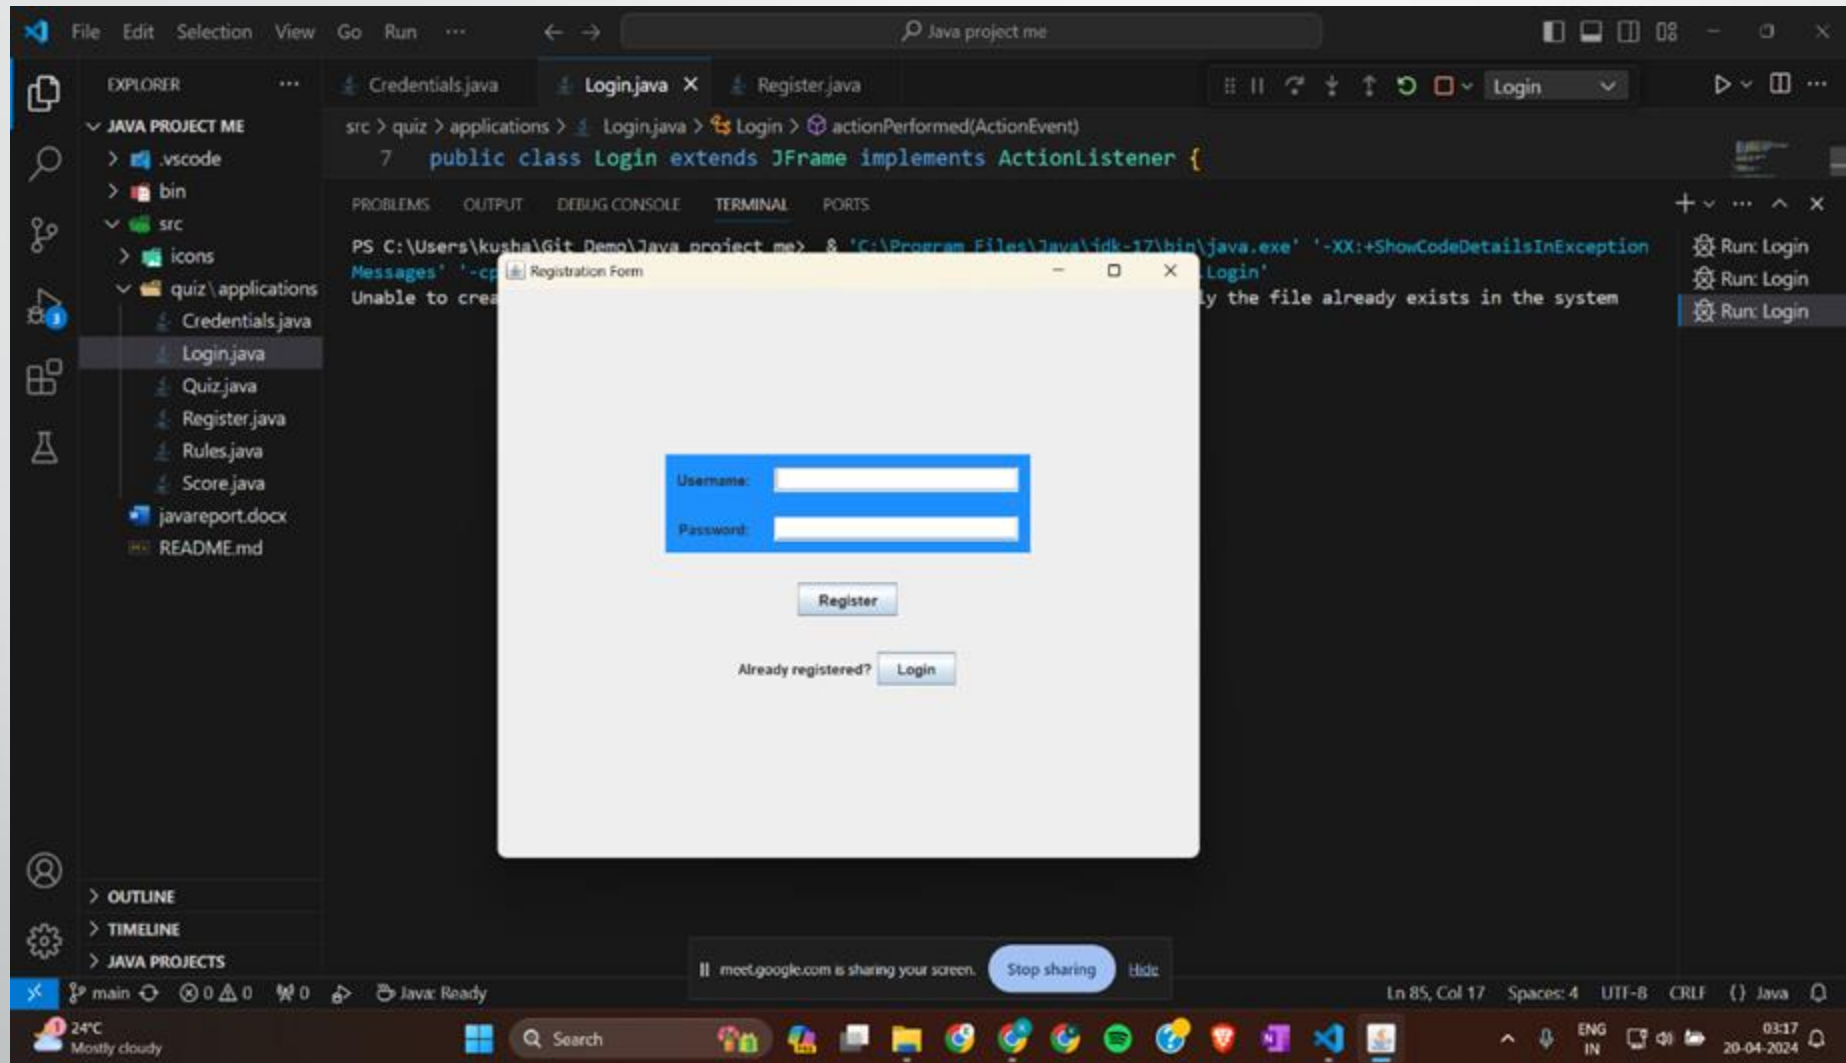 File Edit Selection View Go Run ... Java project me
EXPLORER ...
Credentials.java Login.java Register.java
Login
JAVA PROJECT ME
.vscode
bin
src
icons
quiz\applications
Credentials.java
Login.java
Quiz.java
Register.java
Rules.java
Score.java
javareport.docx
README.md
OUTLINE
TIMELINE
JAVA PROJECTS
src > quiz > applications > Login.java > Login > actionPerformed(ActionEvent)
7 public class Login extends JFrame implements ActionListener {
PROBLEMS OUTPUT DEBUG CONSOLE TERMINAL PORTS
PS C:\Users\kusha\Git Demo\Java project me> & 'C:\Program Files\Java\jdk-17\bin\java.exe' '-XX:+ShowCodeDetailsInException
Messages' '-cp .Login'
Unable to crea ly the file already exists in the system
Run: Login
Run: Login
Run: Login
3
Registration Form
Username:
Password:
Register
Already registered? Login
meet.google.com is sharing your screen. Stop sharing Hide
main 0 0 0 Java: Ready
Ln 85, Col 17 Spaces: 4 UTF-8 CRLF {} Java
1 24°C
Mostly cloudy
Search
ENG
IN
03:17
20-04-2024